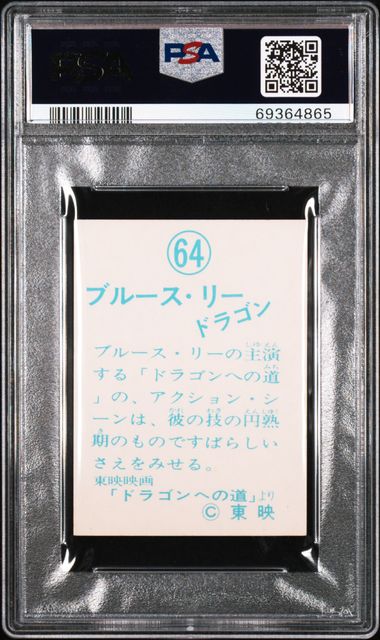 PSA
PSA
69364865
64
ブルース・リー
ドラゴン
ブルース・リーの主演
する「ドラゴンへの道
」の、アクション・シ
ーンは、彼の技の円熟
期のものですばらしい
さえをみせる。
東映映画
「ドラゴンへの道」より
© 東映